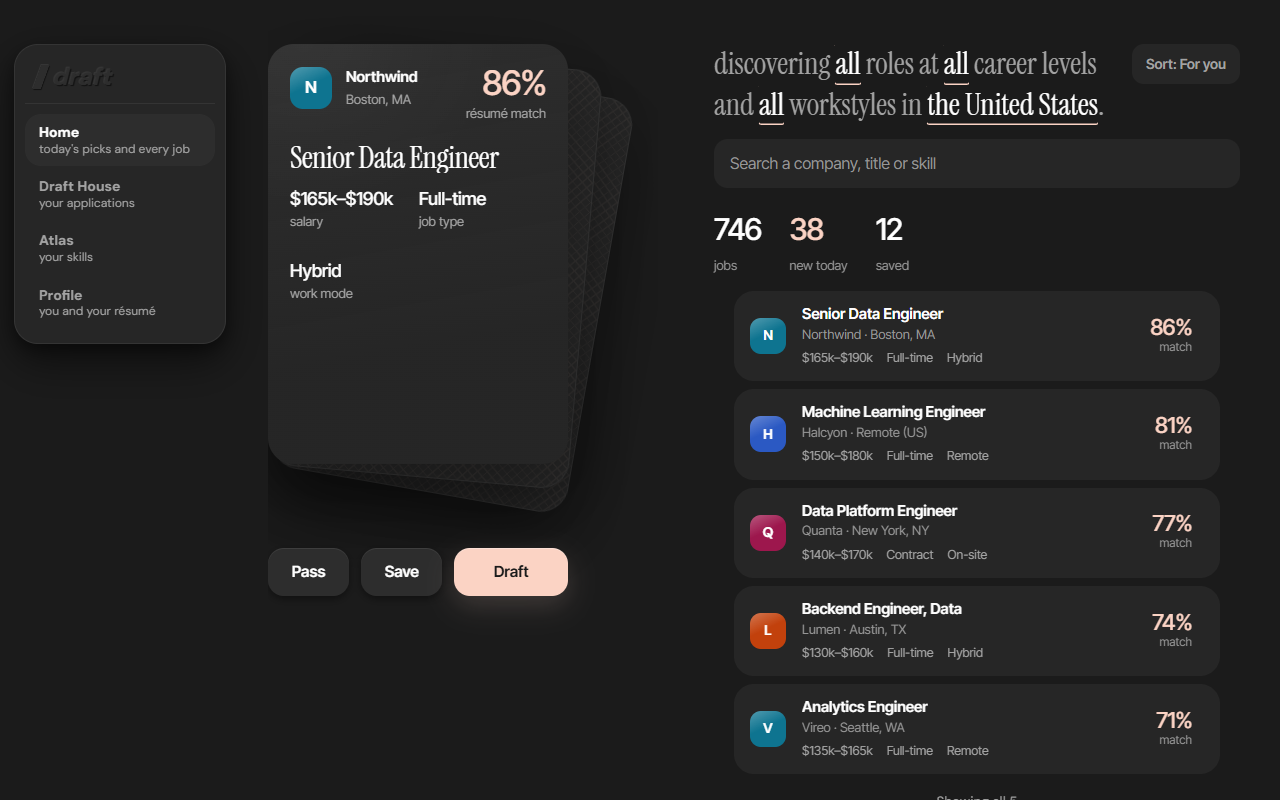 draft
Home
today's picks and every job
Draft House
your applications
Atlas
your skills
Profile
you and your résumé
N
Northwind
Boston, MA
86%
résumé match
Senior Data Engineer
$165k–$190k Full-time
salary job type
Hybrid
work mode
Pass Save Draft
discovering all roles at all career levels
and all workstyles in the United States.
Sort: For you
Search a company, title or skill
746 38 12
jobs new today saved
N
Senior Data Engineer
Northwind · Boston, MA
$165k–$190k Full-time Hybrid
86%
match
H
Machine Learning Engineer
Halcyon · Remote (US)
$150k–$180k Full-time Remote
81%
match
Q
Data Platform Engineer
Quanta · New York, NY
$140k–$170k Contract On-site
77%
match
L
Backend Engineer, Data
Lumen · Austin, TX
$130k–$160k Full-time Hybrid
74%
match
V
Analytics Engineer
Vireo · Seattle, WA
$135k–$165k Full-time Remote
71%
match
Showing all 5